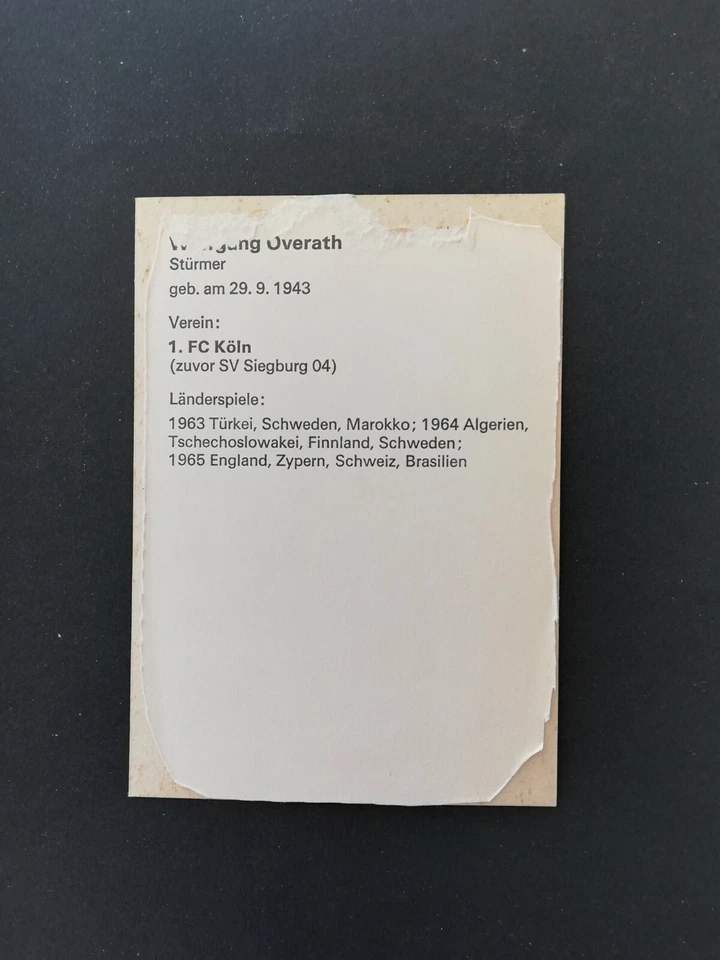 Wolfgang Overath
Stürmer
geb. am 29. 9. 1943
Verein:
1. FC Köln
(zuvor SV Siegburg 04)
Länderspiele:
1963 Türkei, Schweden, Marokko; 1964 Algerien,
Tschechoslowakei, Finnland, Schweden;
1965 England, Zypern, Schweiz, Brasilien